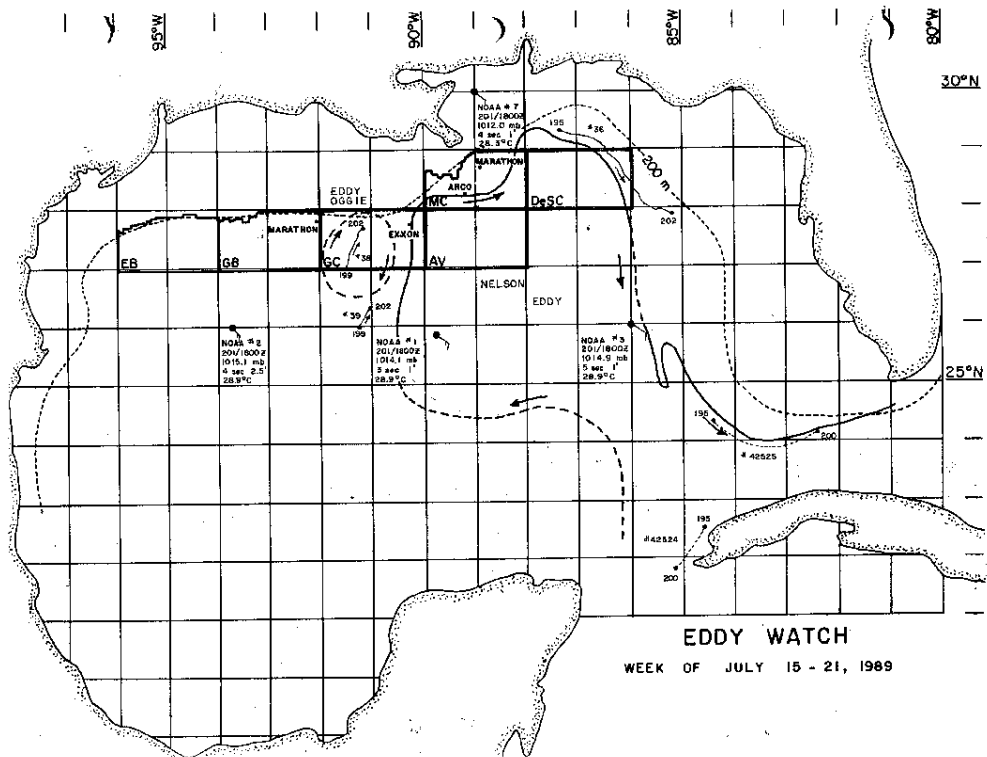 95°W
90°W
85°W
80°W
30°N
NOAA # 7
201/1800Z
1012.0 mb
4 sec 1'
28.3°C
195
#36
200 m
MARATHON
EDDY
OGGIE
ARCO
MC
DeSC
202
202
MARATHON
EXXON
#38
199
EB
GB
GC
AV
NELSON
EDDY
202
#39
195
NOAA #2
201/1800Z
1015.1 mb
4 sec 2.5'
28.9°C
NOAA #1
201/1800Z
1014.1 mb
3 sec 1'
28.9°C
NOAA #3
201/1800Z
1014.9 mb
5 sec 1'
28.9°C
25°N
195
200
#42525
195
#42524
200
EDDY WATCH
WEEK OF JULY 15 - 21, 1989